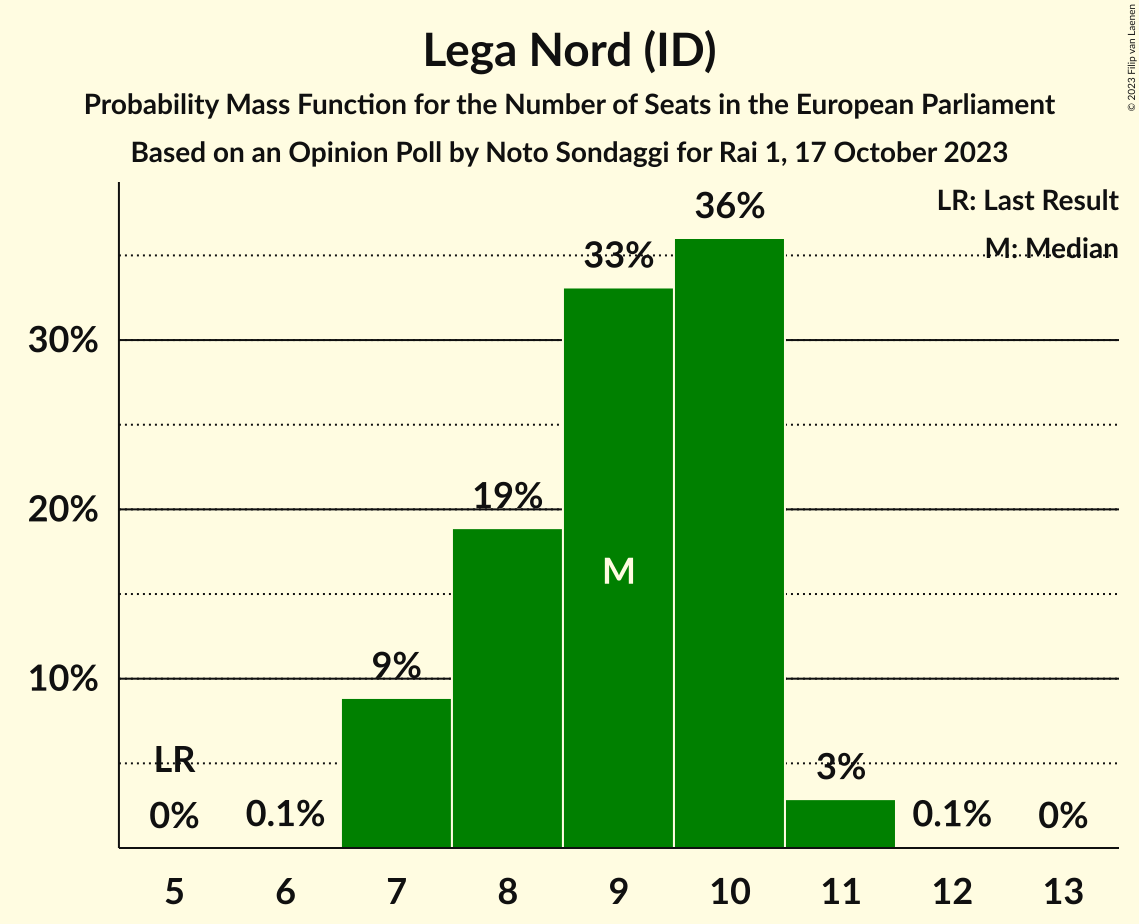 Lega Nord (ID)
Probability Mass Function for the Number of Seats in the European Parliament
Based on an Opinion Poll by Noto Sondaggi for Rai 1, 17 October 2023
© 2023 Filip van Laenen
LR: Last Result
M: Median
36%
33%
30%
20%
19%
M
10%
9%
LR
0%
0.1%
3%
0.1%
0%
5 6 7 8 9 10 11 12 13